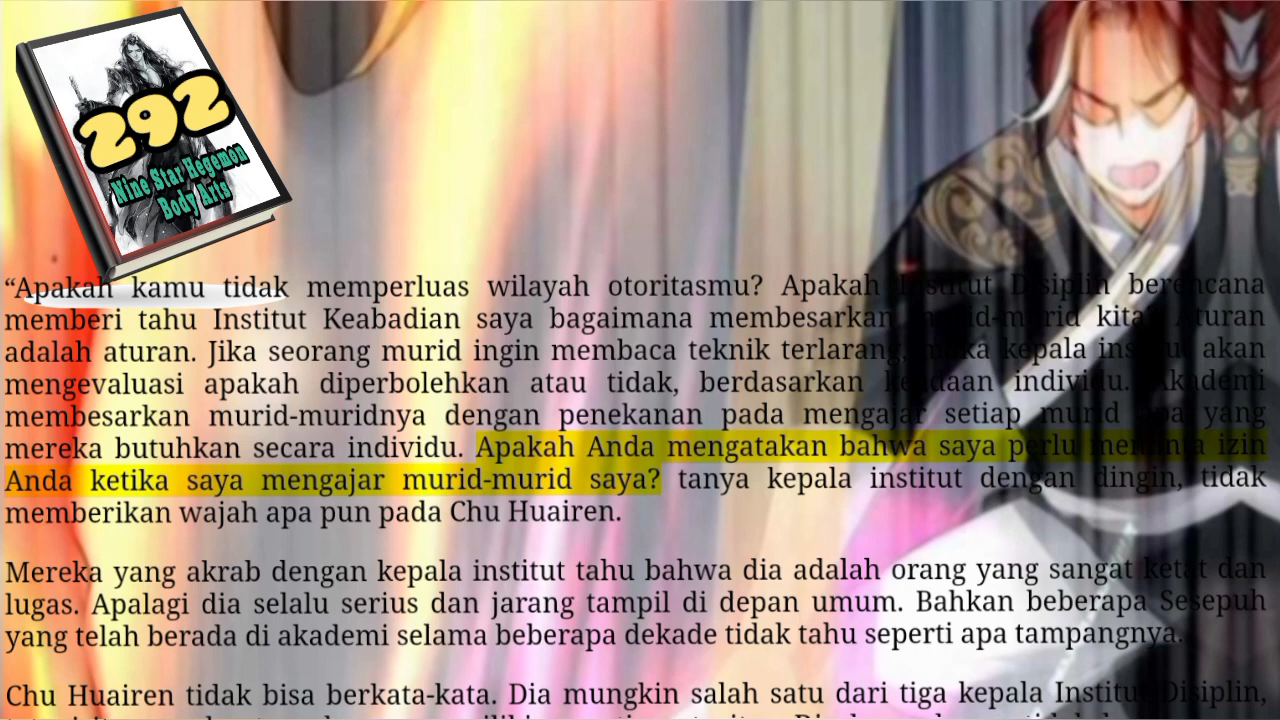 292
Nine Star Hegemon
Body Arts
“Apakah kamu tidak memperluas wilayah otoritasmu? Apakah Institut Disiplin berencana
memberi tahu Institut Keabadian saya bagaimana membesarkan murid-murid kita? Aturan
adalah aturan. Jika seorang murid ingin membaca teknik terlarang, maka kepala institut akan
mengevaluasi apakah diperbolehkan atau tidak, berdasarkan keadaan individu. Akademi
membesarkan murid-muridnya dengan penekanan pada mengajar setiap murid apa yang
mereka butuhkan secara individu. Apakah Anda mengatakan bahwa saya perlu meminta izin
Anda ketika saya mengajar murid-murid saya? tanya kepala institut dengan dingin, tidak
memberikan wajah apa pun pada Chu Huairen.
Mereka yang akrab dengan kepala institut tahu bahwa dia adalah orang yang sangat ketat dan
lugas. Apalagi dia selalu serius dan jarang tampil di depan umum. Bahkan beberapa Sesepuh
yang telah berada di akademi selama beberapa dekade tidak tahu seperti apa tampangnya.
Chu Huairen tidak bisa berkata-kata. Dia mungkin salah satu dari tiga kepala Institut Disiplin,